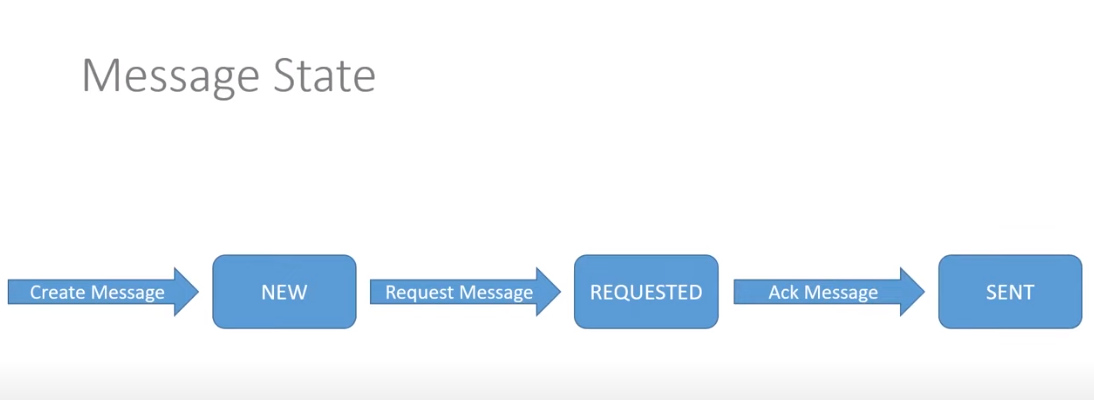 Message State
Create Message
NEW
Request Message
REQUESTED
Ack Message
SENT